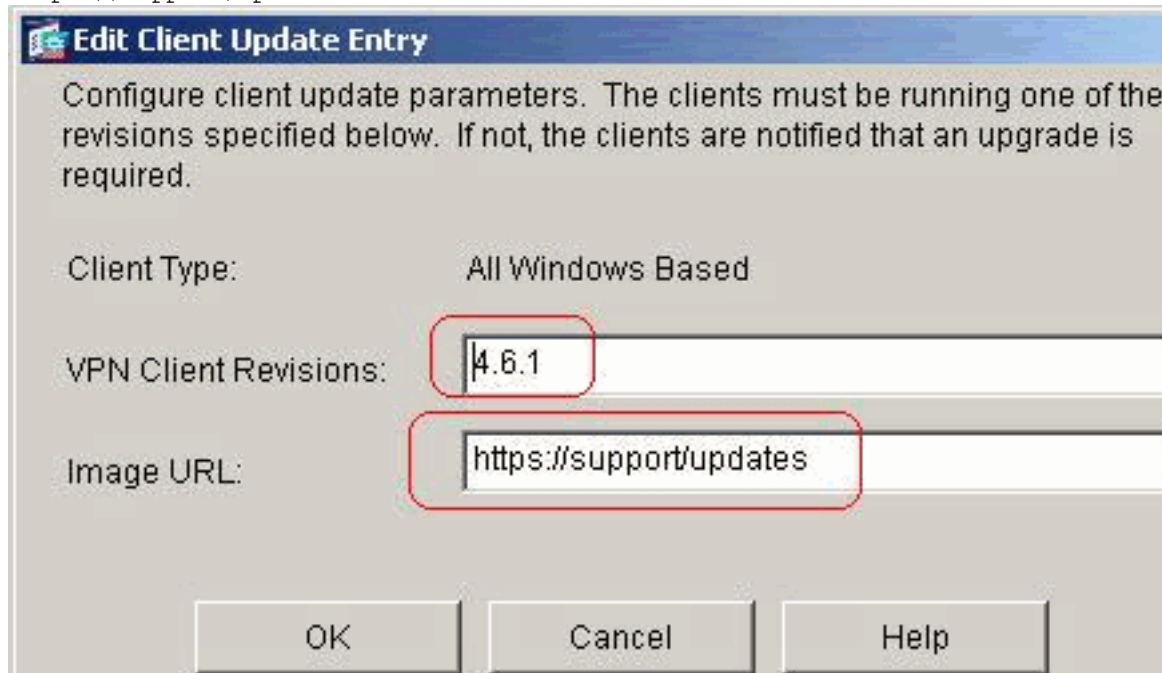 Edit Client Update Entry
Configure client update parameters. The clients must be running one of the
revisions specified below. If not, the clients are notified that an upgrade is
required.
Client Type: All Windows Based
VPN Client Revisions: 4.6.1
Image URL: https://support/updates
OK Cancel Help